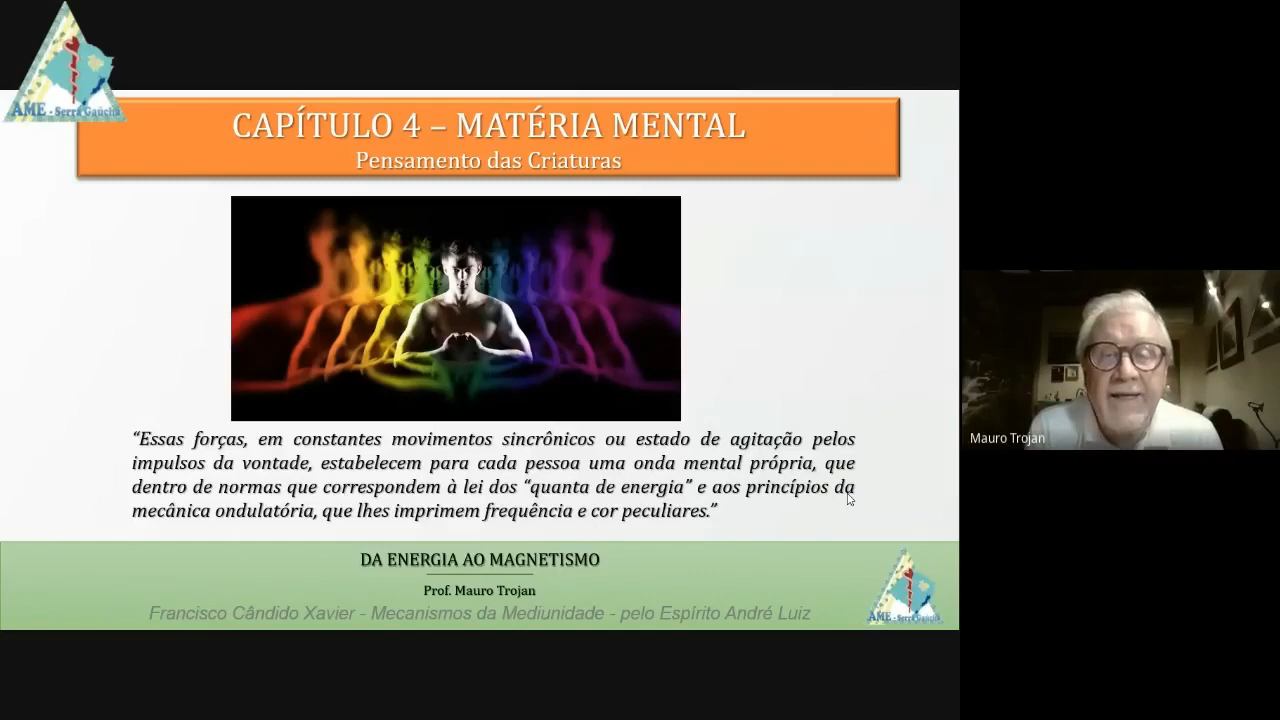 AME - Serra Gaúcha
CAPÍTULO 4 – MATÉRIA MENTAL
Pensamento das Criaturas
“Essas forças, em constantes movimentos sincrônicos ou estado de agitação pelos
impulsos da vontade, estabelecem para cada pessoa uma onda mental própria, que
dentro de normas que correspondem à lei dos “quanta de energia” e aos princípios da
mecânica ondulatória, que lhes imprimem frequência e cor peculiares.”
Mauro Trojan
DA ENERGIA AO MAGNETISMO
Prof. Mauro Trojan
Francisco Cândido Xavier - Mecanismos da Mediunidade - pelo Espírito André Luiz
AME - Serra Gaúcha